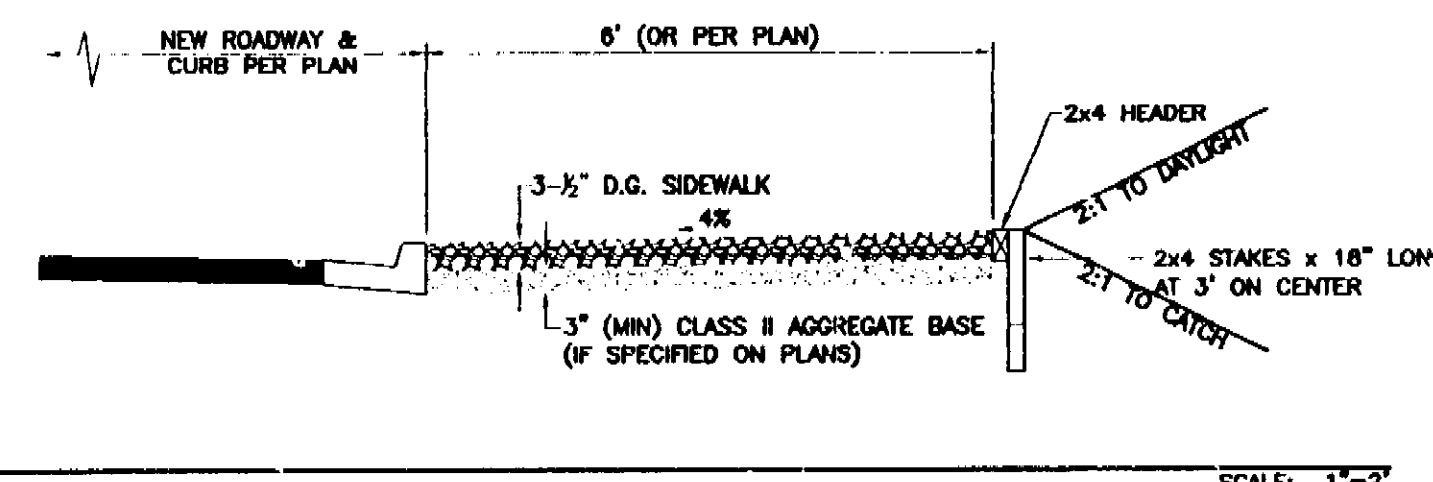 NEW ROADWAY &
CURB PER PLAN
6' (OR PER PLAN)
2x4 HEADER
2:1 TO DAYLIGHT
3-½" D.G. SIDEWALK
4%
2x4 STAKES x 18" LON
AT 3' ON CENTER
2:1 TO CATCH
3" (MIN) CLASS II AGGREGATE BASE
(IF SPECIFIED ON PLANS)
SCALE: 1"=2'